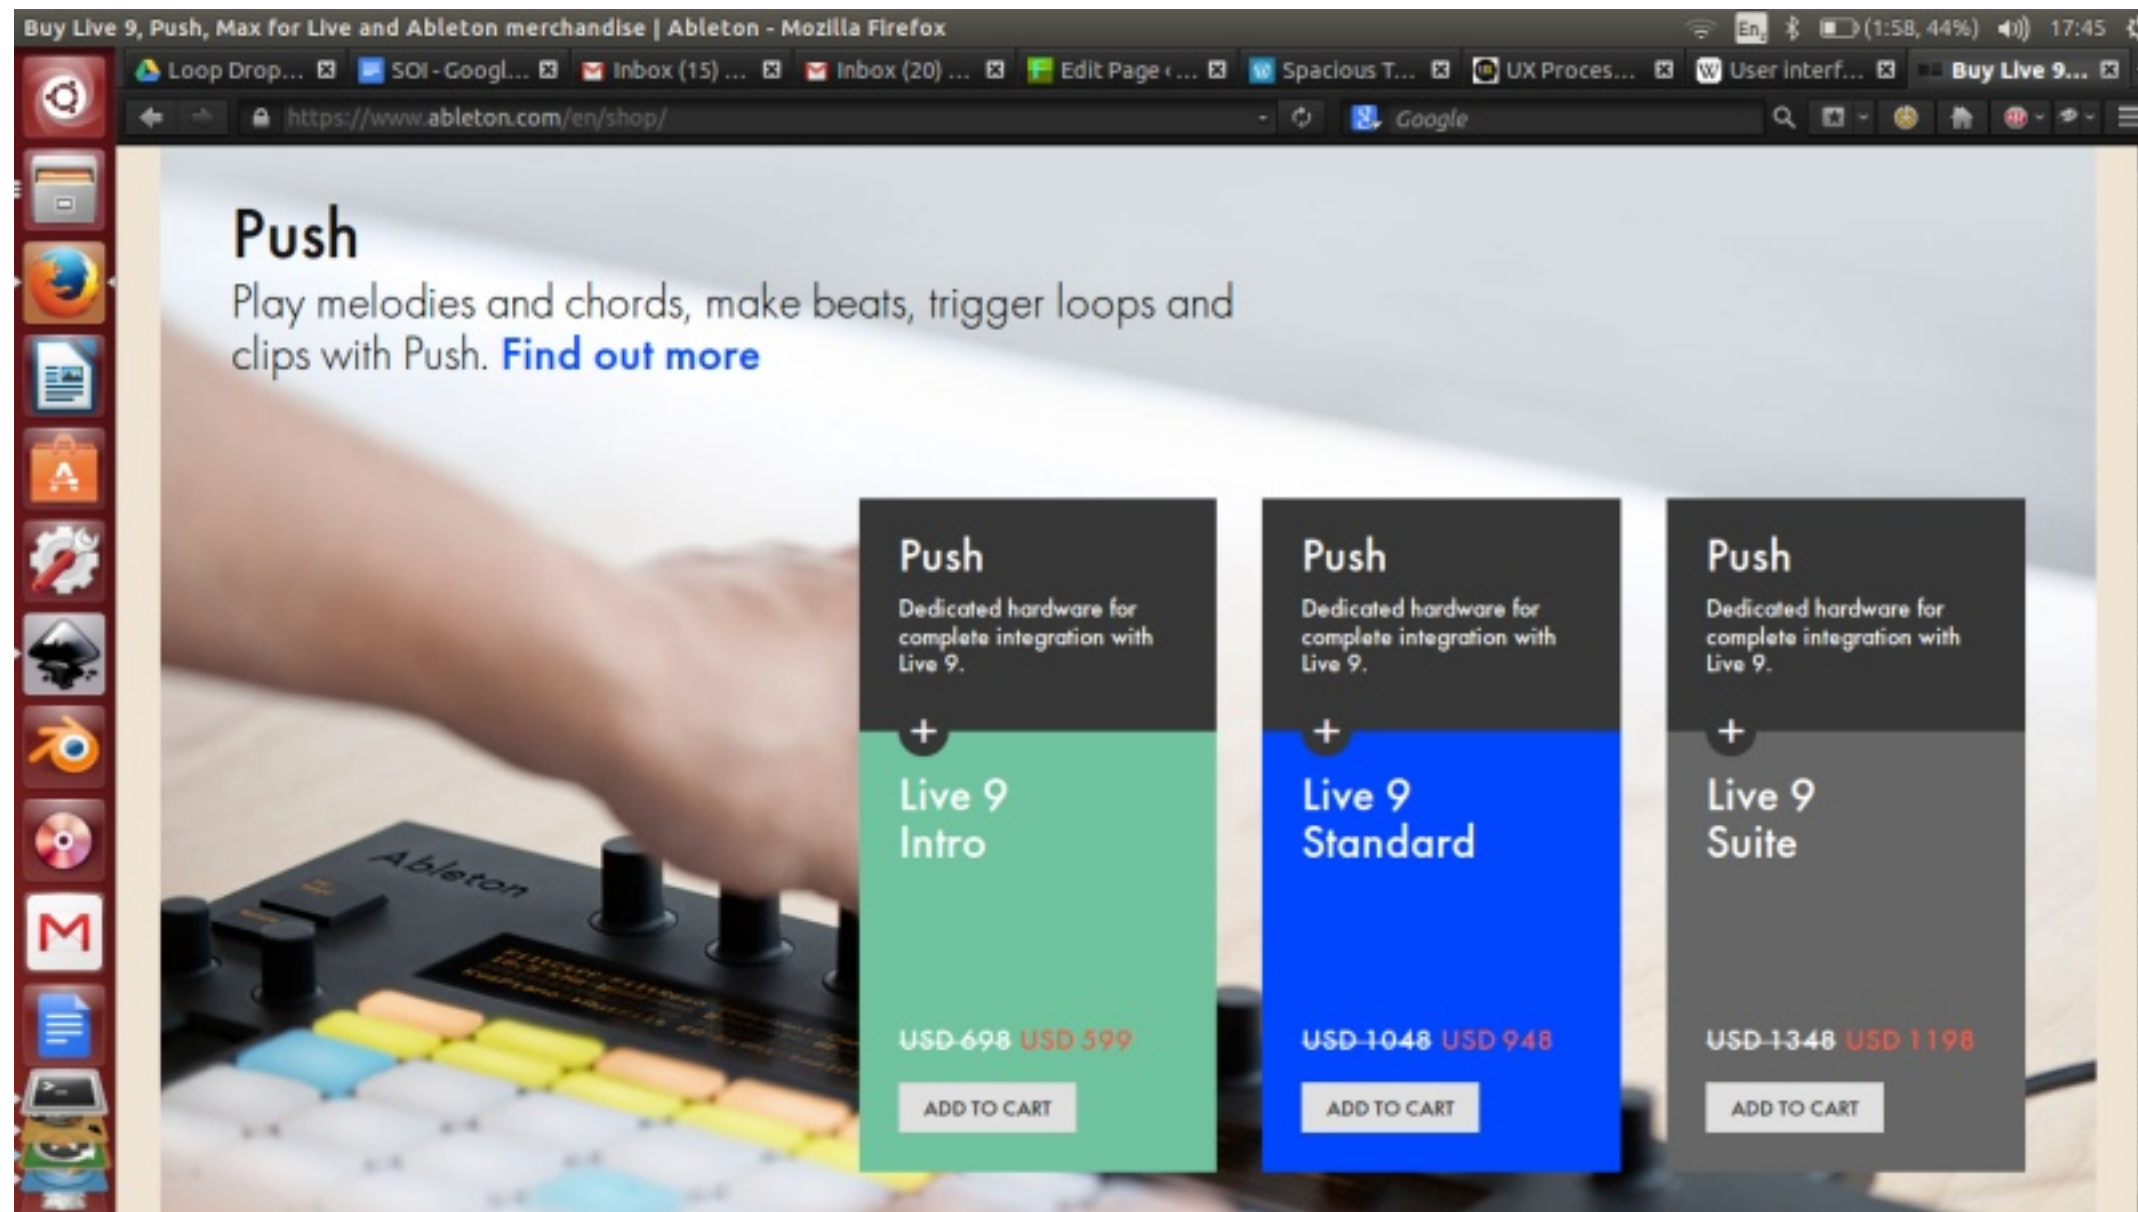 Buy Live 9, Push, Max for Live and Ableton merchandise | Ableton - Mozilla Firefox
En
(1:58, 44%)
17:45
Loop Drop...
SOI - Googl...
Inbox (15) ...
Inbox (20) ...
Edit Page ‹ ...
Spacious T...
UX Proces...
User interf...
Buy Live 9...
https://www.ableton.com/en/shop/
Google
Push
Play melodies and chords, make beats, trigger loops and
clips with Push. Find out more
Push
Dedicated hardware for
complete integration with
Live 9.
+
Live 9
Intro
USD 698 USD 599
ADD TO CART
Push
Dedicated hardware for
complete integration with
Live 9.
+
Live 9
Standard
USD 1048 USD 948
ADD TO CART
Push
Dedicated hardware for
complete integration with
Live 9.
+
Live 9
Suite
USD 1348 USD 1198
ADD TO CART
Ableton